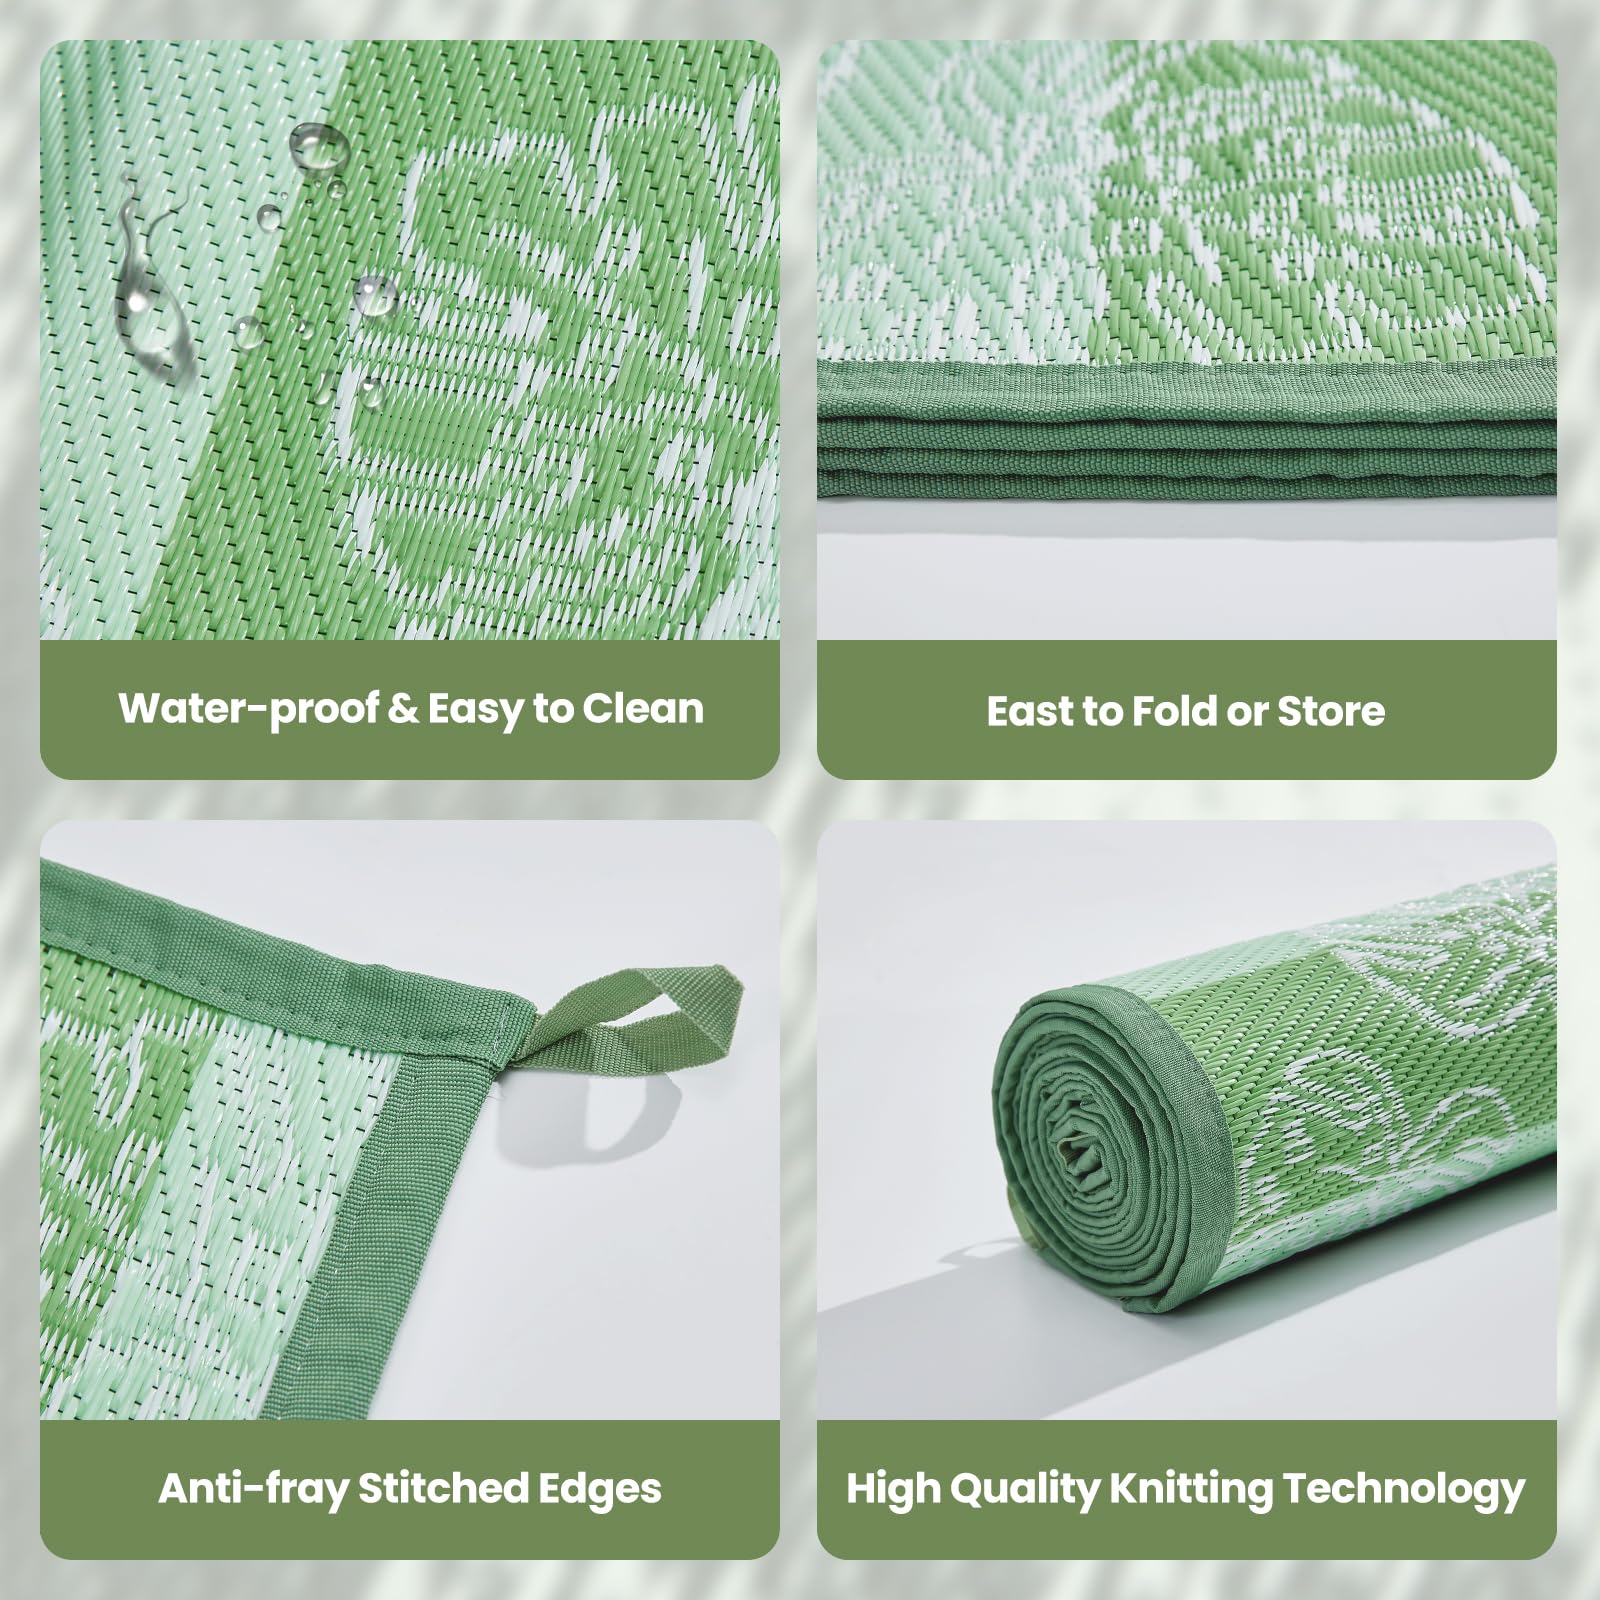 Water-proof & Easy to Clean
East to Fold or Store
Anti-fray Stitched Edges
High Quality Knitting Technology